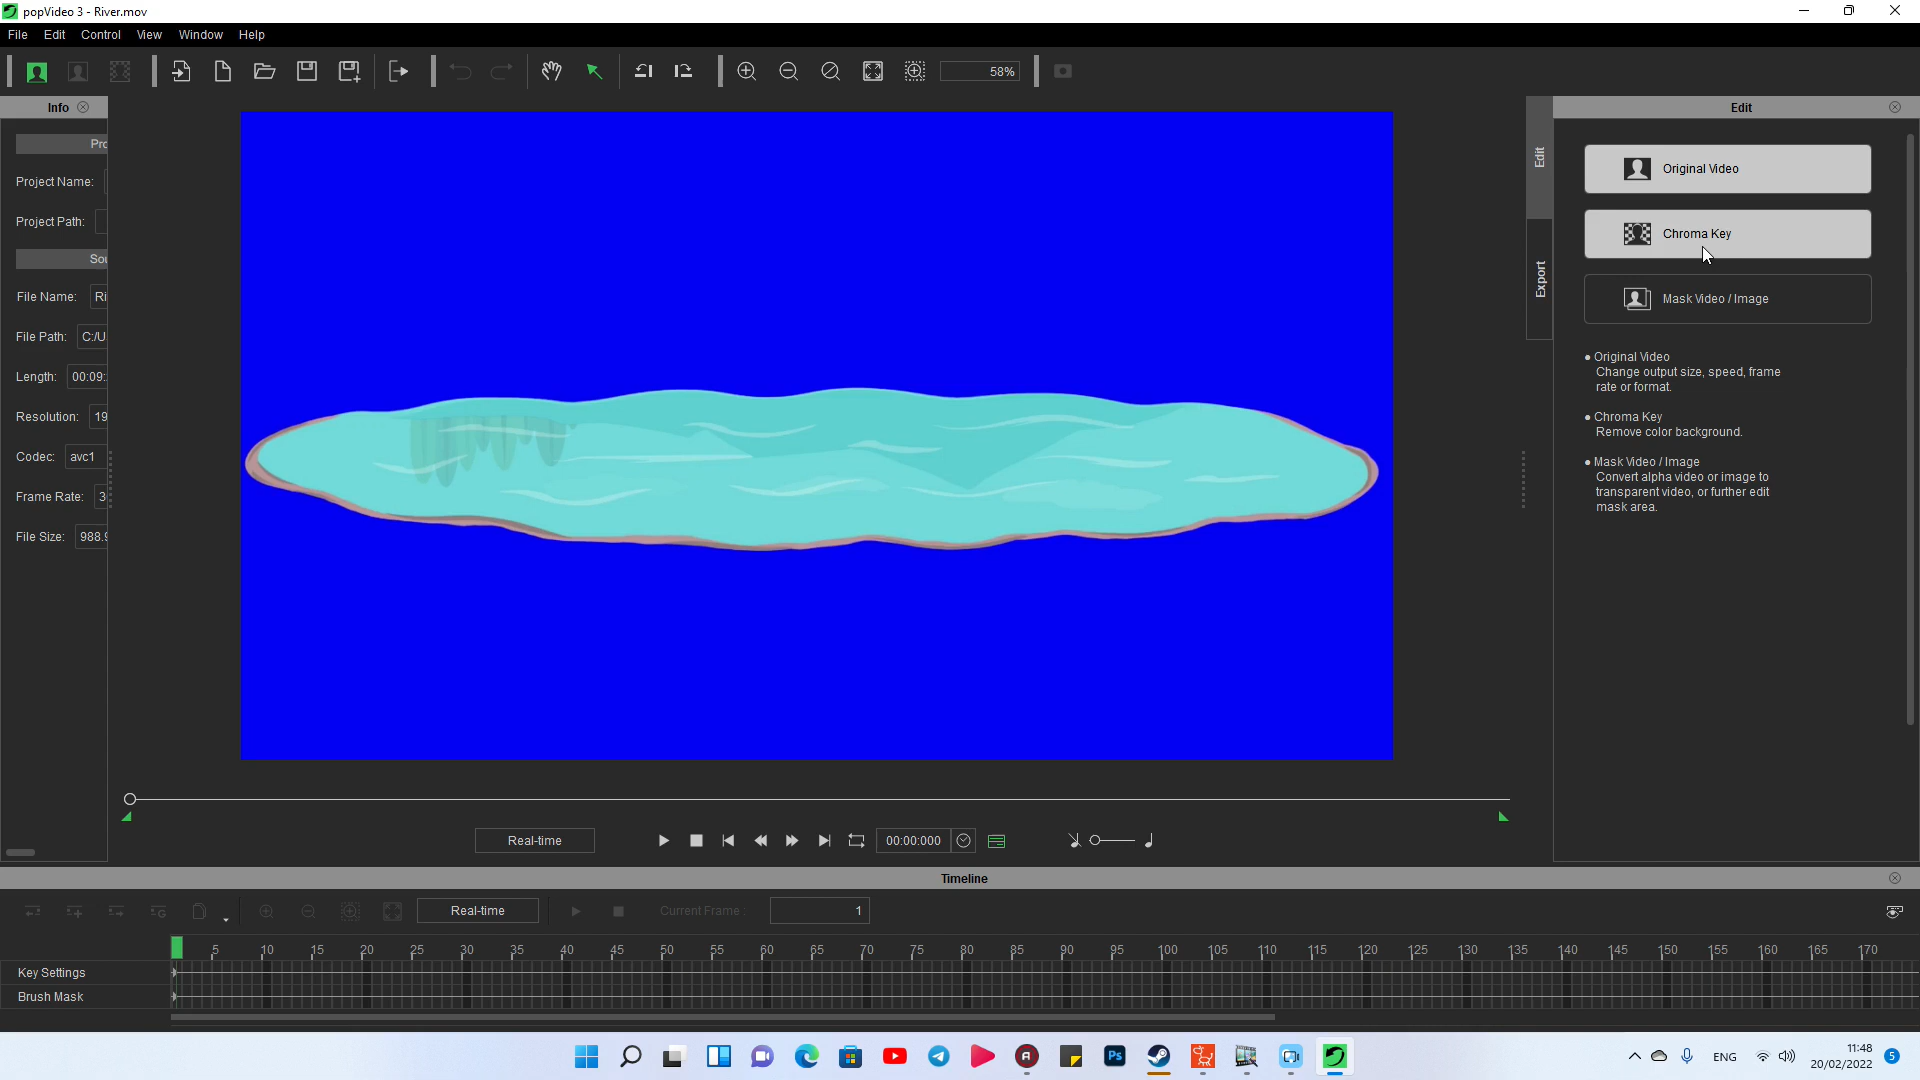 popVideo 3 - River.mov
File Edit Control View Window Help
58%
Info
Edit
Project Name:
Project Path:
File Name: Ri
File Path: C:/U
Length: 00:09:
Resolution: 19
Codec: avc1
Frame Rate: 3
File Size: 988.9
Edit
Export
Original Video
Chroma Key
Mask Video / Image
● Original Video
Change output size, speed, frame
rate or format.
● Chroma Key
Remove color background.
● Mask Video / Image
Convert alpha video or image to
transparent video, or further edit
mask area.
Real-time 00:00:000
Timeline
Real-time Current Frame : 1
5 10 15 20 25 30 35 40 45 50 55 60 65 70 75 80 85 90 95 100 105 110 115 120 125 130 135 140 145 150 155 160 165 170
Key Settings
Brush Mask
Ps
ENG
11:48
20/02/2022
5